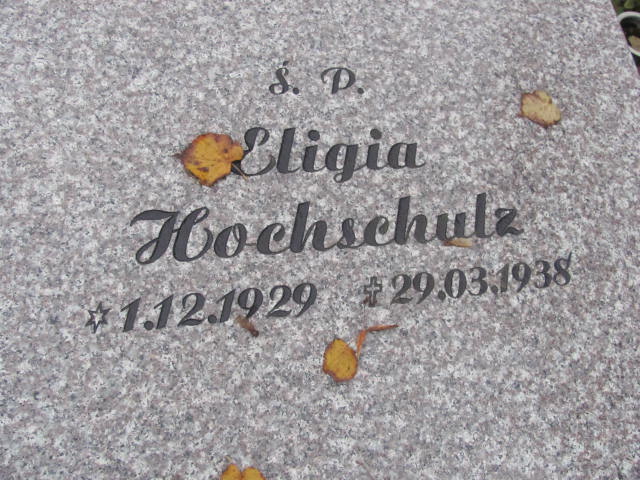 Ś. P.
Eligia
Hochschulz
1.12.1929 29.03.1938